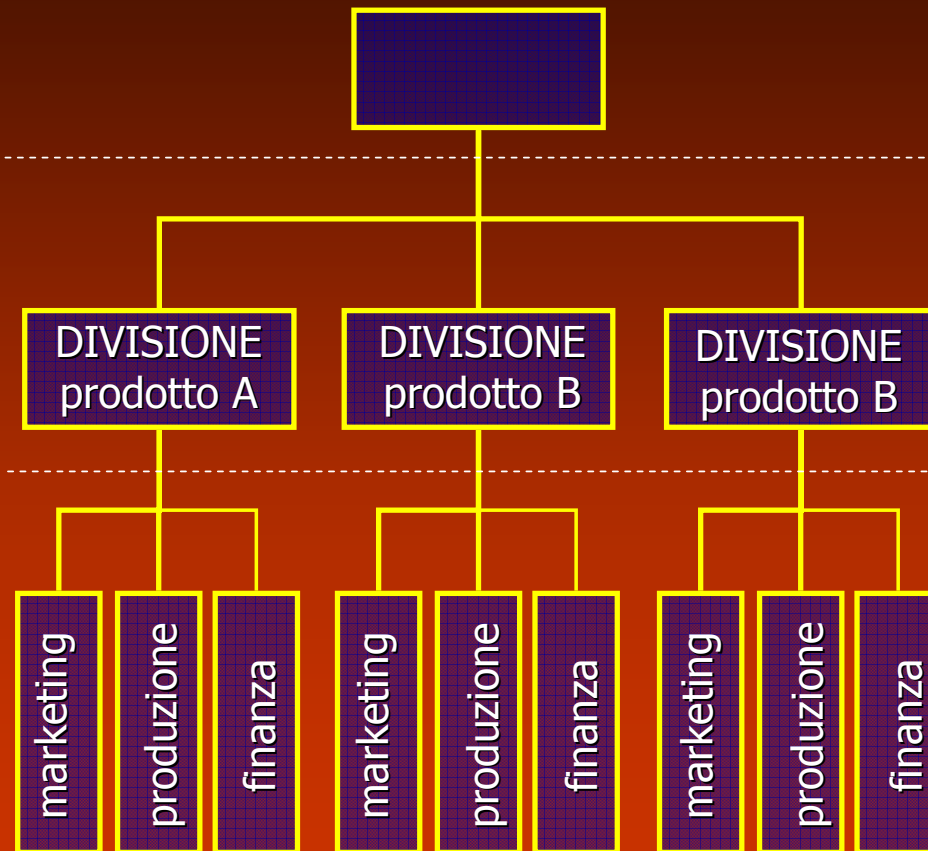 DIVISIONE
prodotto A
DIVISIONE
prodotto B
DIVISIONE
prodotto B
marketing
produzione
finanza
marketing
produzione
finanza
marketing
produzione
finanza